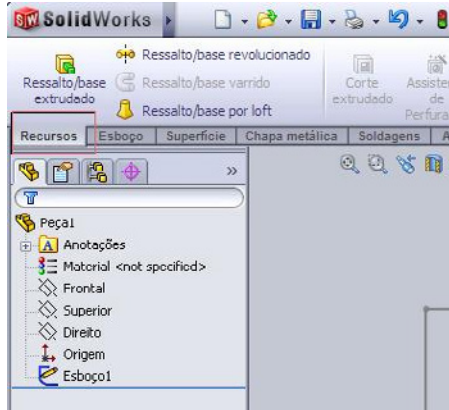 SolidWorks
Ressalto/base extrudado
Ressalto/base revolucionado
Ressalto/base varrido
Ressalto/base por loft
Corte extrudado
Assiste
de
Perfura
Recursos Esboço Superfície Chapa metálica Soldagens A
Peça1
Anotações
Material <not specified>
Frontal
Superior
Direito
Origem
Esboço1